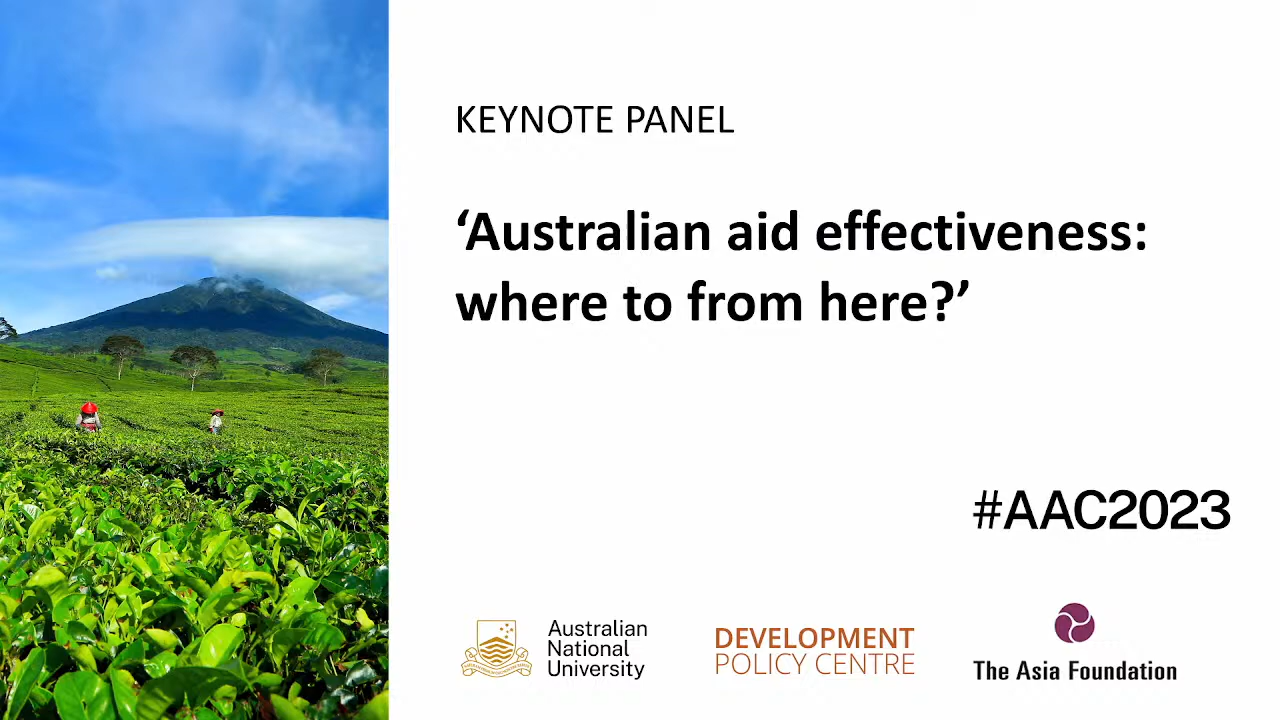 KEYNOTE PANEL
‘Australian aid effectiveness:
where to from here?’
#AAC2023
Australian
National
University
DEVELOPMENT
POLICY CENTRE
The Asia Foundation